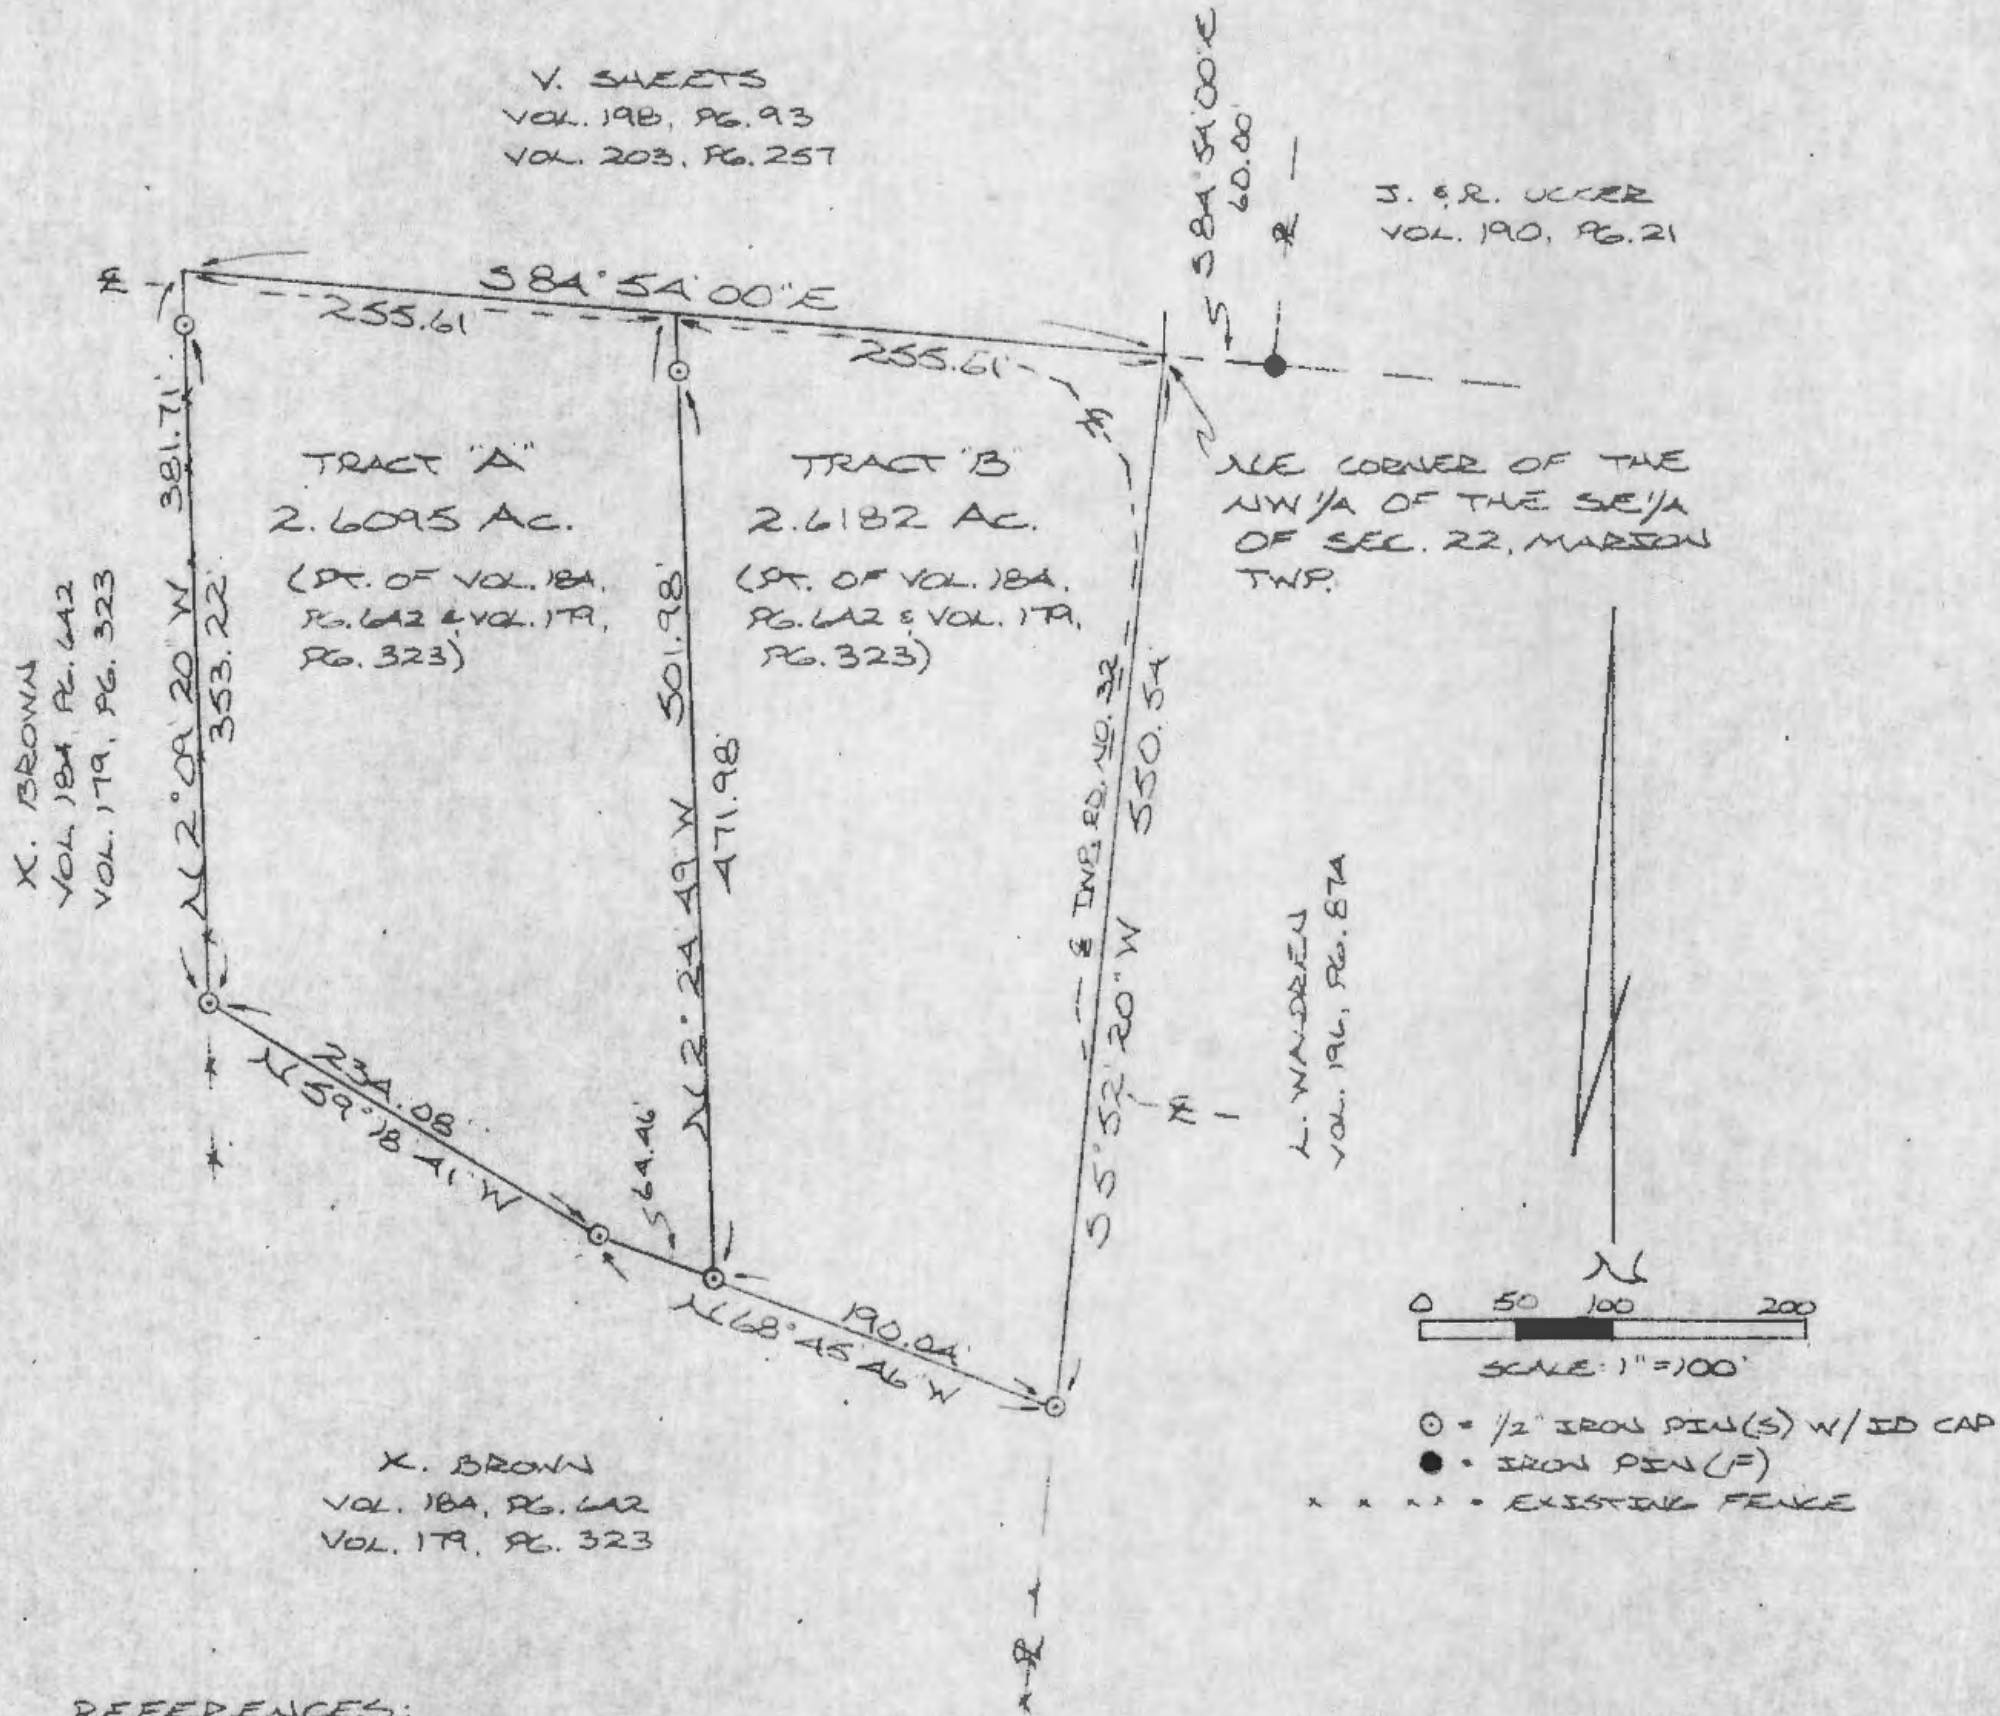 V. SHEETS
VOL. 198, PG. 93
VOL. 203, PG. 257
S 84° 54' 00" E
60.00'
J. & R. UCKER
VOL. 190, PG. 21
S 84° 54' 00" E
255.61'
255.61'
381.71'
N 2° 09' 20" W
353.22'
TRACT "A"
2.6095 AC.
(PT. OF VOL. 184,
PG. 642 & VOL. 179,
PG. 323)
501.98'
N 2° 24' 49" W
471.98'
TRACT "B"
2.6182 AC.
(PT. OF VOL. 184,
PG. 642 & VOL. 179,
PG. 323)
NE CORNER OF THE
NW 1/4 OF THE SE 1/4
OF SEC. 22, MARION
TWP.
X. BROWN
VOL. 184, PG. 642
VOL. 179, PG. 323
TWP. RD. NO. 32
550.54'
S 5° 52' 20" W
L. WANDREN
VOL. 196, PG. 874
234.08'
N 59° 18' 41" W
64.46'
190.04'
N 68° 45' 46" W
N
0 50 100 200
SCALE: 1" = 100'
⊙ = 1/2" IRON PIN(S) W/ ID CAP
● = IRON PIN (F)
x x x x = EXISTING FENCE
X. BROWN
VOL. 184, PG. 642
VOL. 179, PG. 323
REFERENCES: